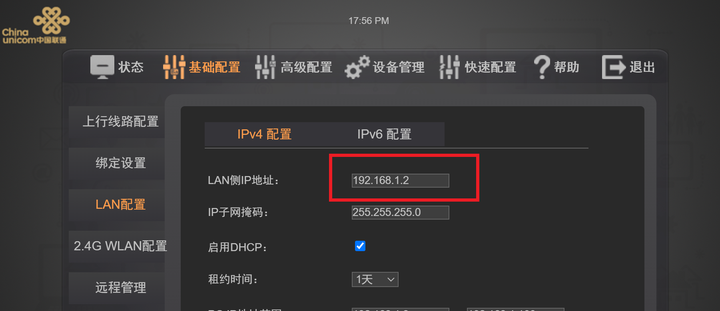 17:56 PM
China
unicom中国联通
状态 基础配置 高级配置 设备管理 快速配置 帮助 退出
上行线路配置
绑定设置
LAN配置
2.4G WLAN配置
远程管理
IPv4 配置 IPv6 配置
LAN侧IP地址： 192.168.1.2
IP子网掩码： 255.255.255.0
启用DHCP：
租约时间： 1天